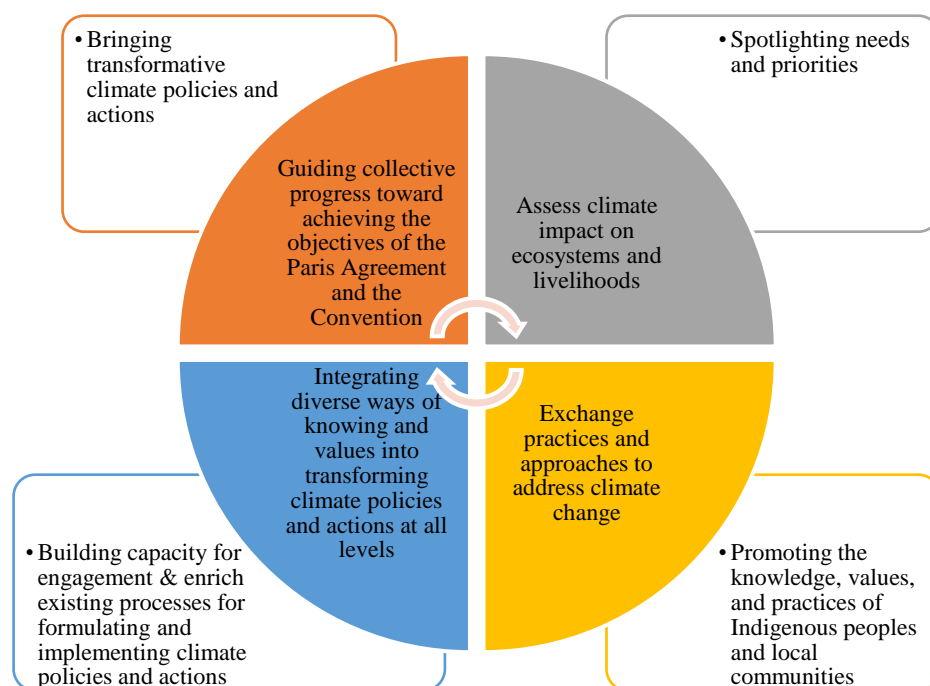 • Bringing
transformative
climate policies and
actions
• Spotlighting needs
and priorities
Guiding collective
progress toward
achieving the
objectives of the
Paris Agreement
and the
Convention
Assess climate
impact on
ecosystems and
livelihoods
Integrating
diverse ways of
knowing and
values into
transforming
climate policies
and actions at all
levels
Exchange
practices and
approaches to
address climate
change
• Building capacity for
engagement & enrich
existing processes for
formulating and
implementing climate
policies and actions
• Promoting the
knowledge, values,
and practices of
Indigenous peoples
and local
communities